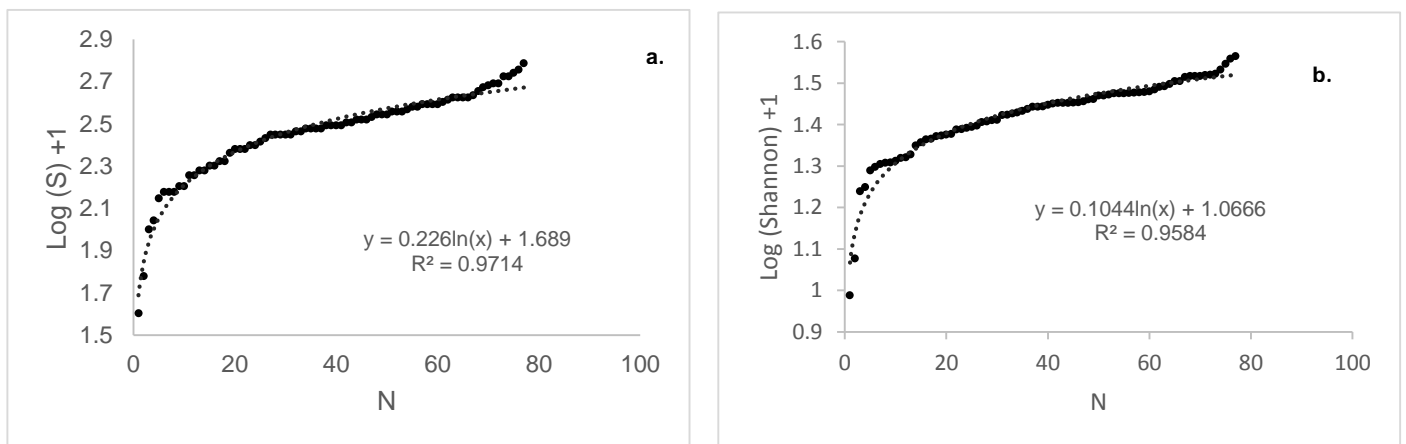 a.
Log (S) +1
2.9
2.7
2.5
2.3
2.1
1.9
1.7
1.5
y = 0.226ln(x) + 1.689
R² = 0.9714
0 20 40 60 80 100
N
b.
Log (Shannon) +1
1.6
1.5
1.4
1.3
1.2
1.1
1
0.9
y = 0.1044ln(x) + 1.0666
R² = 0.9584
0 20 40 60 80 100
N